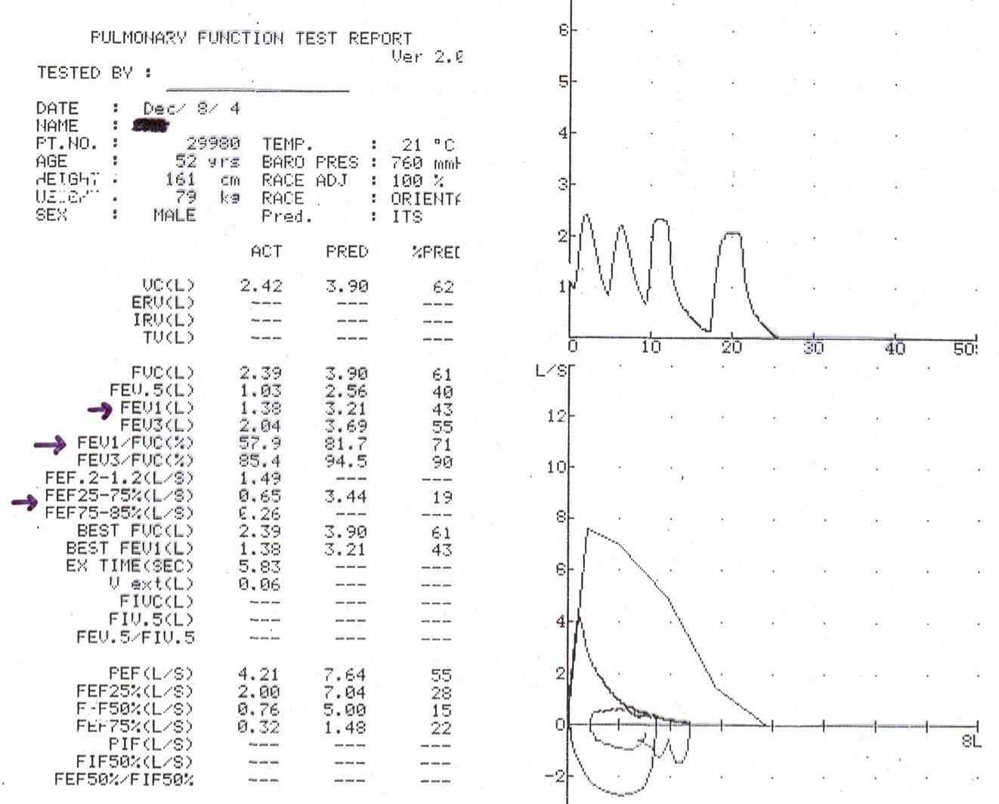 PULMONARY FUNCTION TEST REPORT
Ver 2.0
TESTED BY :
DATE : Dec/ 8/ 4
NAME :
PT.NO. : 29980 TEMP. : 21 °C
AGE : 52 yrs BARO PRES : 760 mmH
HEIGHT : 161 cm RACE ADJ : 100 %
WEIGHT : 79 kg RACE : ORIENTA
SEX : MALE Pred. : ITS
ACT PRED %PRED
VC(L) 2.42 3.90 62
ERV(L) --- --- ---
IRV(L) --- --- ---
TV(L) --- --- ---
FVC(L) 2.39 3.90 61
FEV.5(L) 1.03 2.56 40
FEV1(L) 1.38 3.21 43
FEV3(L) 2.04 3.69 55
FEV1/FVC(%) 57.9 81.7 71
FEV3/FVC(%) 85.4 94.5 90
FEF.2-1.2(L/S) 1.49 --- ---
FEF25-75%(L/S) 0.65 3.44 19
FEF75-85%(L/S) 0.26 --- ---
BEST FVC(L) 2.39 3.90 61
BEST FEV1(L) 1.38 3.21 43
EX TIME(SEC) 5.83 --- ---
V ext(L) 0.06 --- ---
FIVC(L) --- --- ---
FIV.5(L) --- --- ---
FEV.5/FIV.5 --- --- ---
PEF(L/S) 4.21 7.64 55
FEF25%(L/S) 2.00 7.04 28
FEF50%(L/S) 0.76 5.00 15
FEF75%(L/S) 0.32 1.48 22
PIF(L/S) --- --- ---
FIF50%(L/S) --- --- ---
FEF50%/FIF50% --- --- ---
6
5
4
3
2
1
0 10 20 30 40 50S
L/S
12
10
8
6
4
2
0
8L
-2